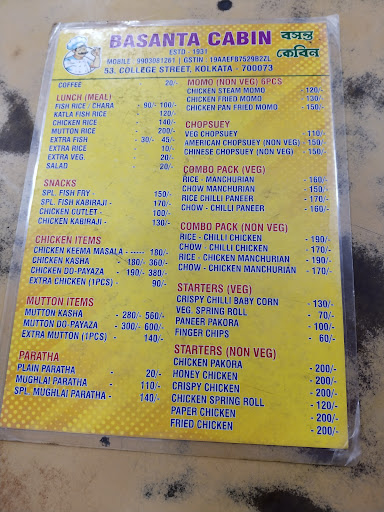 BASANTA CABIN
বসন্ত
কেবিন
ESTD - 1931
MOBILE : 9903081261 | GSTIN : 19AAEFB7529B2ZL
53, COLLEGE STREET, KOLKATA - 700073
COFFEE 20/-
LUNCH (MEAL)
FISH RICE : CHARA 90/- 100/-
KATLA FISH RICE - 120/-
CHICKEN RICE - 140/-
MUTTON RICE - 200/-
EXTRA FISH - 30/- 45/-
EXTRA RICE - 10/-
EXTRA VEG. - 20/-
SALAD - 20/-
SNACKS
SPL. FISH FRY - 150/-
SPL. FISH KABIRAJI - 170/-
CHICKEN CUTLET - 100/-
CHICKEN KABIRAJI - 130/-
CHICKEN ITEMS
CHICKEN KEEMA MASALA ----- 180/-
CHICKEN KASHA - 180/- 360/-
CHICKEN DO-PAYAZA - 190/- 380/-
EXTRA CHICKEN (1PCS) - 90/-
MUTTON ITEMS
MUTTON KASHA - 280/- 560/-
MUTTON DO-PAYAZA - 300/- 600/-
EXTRA MUTTON (1PCS) - 140/-
PARATHA
PLAIN PARATHA - 20/-
MUGHLAI PARATHA - 110/-
SPL. MUGHLAI PARATHA - 140/-
MOMO (NON VEG) 6PCS
CHICKEN STEAM MOMO 120/-
CHICKEN FRIED MOMO - 130/-
CHICKEN PAN FRIED MOMO - 150/-
CHOPSUEY
VEG CHOPSUEY - 110/-
AMERICAN CHOPSUEY (NON VEG) - 150/-
CHINESE CHOPSUEY (NON VEG) - 150/-
COMBO PACK (VEG)
RICE - MANCHURIAN - 160/-
CHOW - MANCHURIAN - 150/-
RICE CHILLI PANEER - 170/-
CHOW - CHILLI PANEER - 160/-
COMBO PACK (NON VEG)
RICE - CHILLI CHICKEN - 190/-
CHOW - CHILLI CHICKEN - 170/-
RICE - CHICKEN MANCHURIAN - 190/-
CHOW - CHICKEN MANCHURIAN - 170/-
STARTERS (VEG)
CRISPY CHILLI BABY CORN - 130/-
VEG. SPRING ROLL - 70/-
PANEER PAKORA - 100/-
FINGER CHIPS - 60/-
STARTERS (NON VEG)
CHICKEN PAKORA - 200/-
HONEY CHICKEN - 200/-
CRISPY CHICKEN - 200/-
CHICKEN SPRING ROLL - 120/-
PAPER CHICKEN - 200/-
FRIED CHICKEN - 200/-